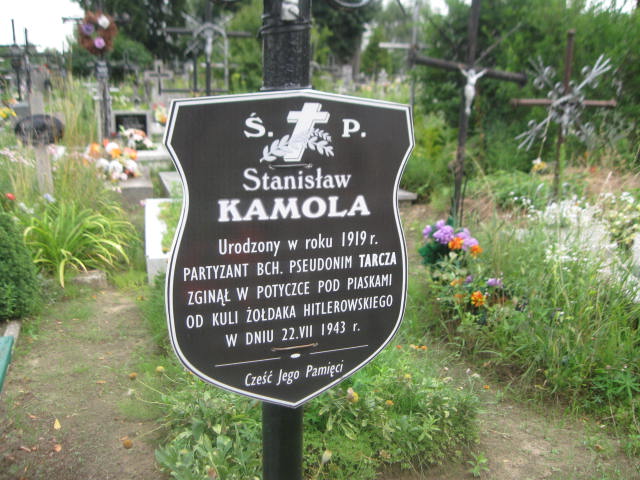 Ś. P.
Stanisław
KAMOLA
Urodzony w roku 1919 r.
PARTYZANT BCH. PSEUDONIM TARCZA
ZGINĄŁ W POTYCZCE POD PIASKAMI
OD KULI ŻOŁDAKA HITLEROWSKIEGO
W DNIU 22.VII 1943 r.
Cześć Jego Pamięci